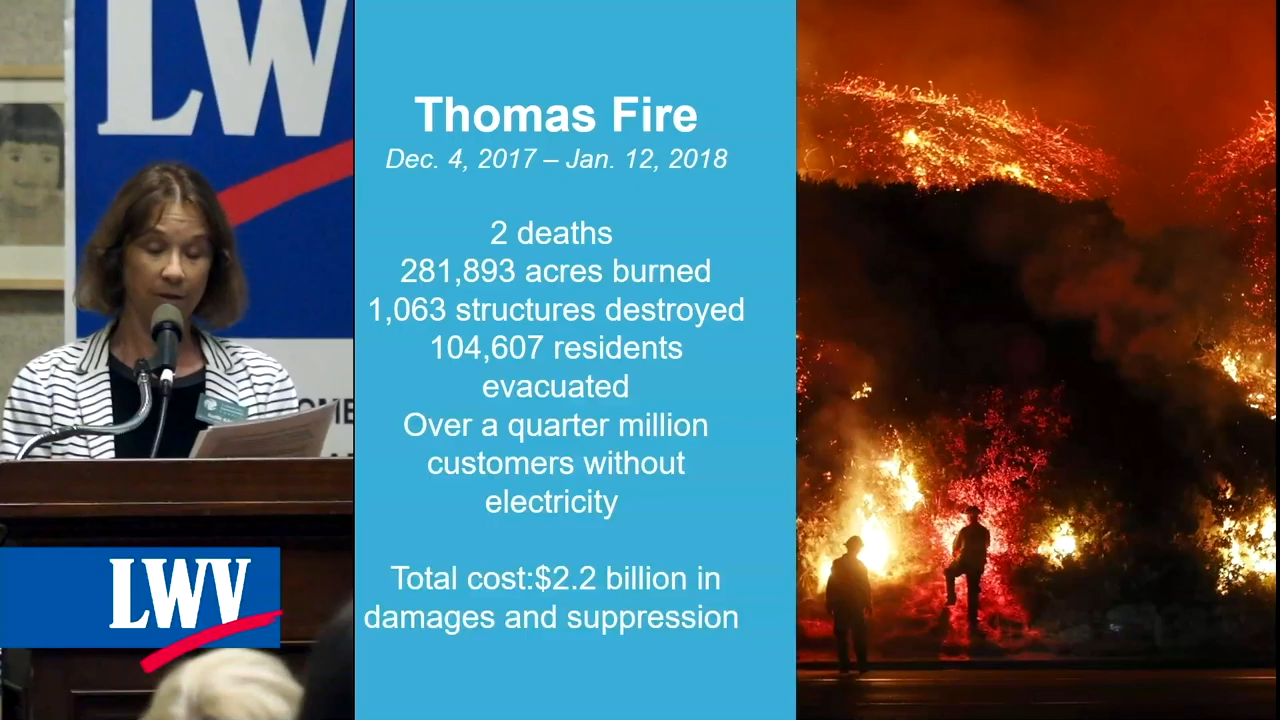 LWV
OME
LWV
Thomas Fire
Dec. 4, 2017 – Jan. 12, 2018
2 deaths
281,893 acres burned
1,063 structures destroyed
104,607 residents
evacuated
Over a quarter million
customers without
electricity
Total cost:$2.2 billion in
damages and suppression